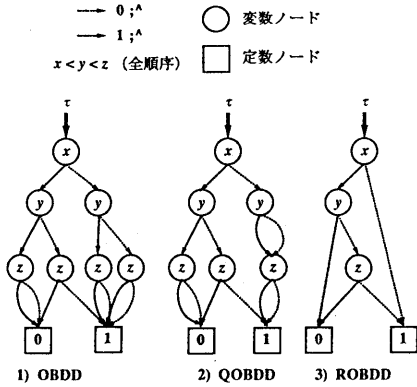 0 ;^
変数ノード
1 ;^
x < y < z (全順序)
定数ノード
τ τ τ
x x x
y y y y y
z z z z z z z z
0 1 0 1 0 1
1) OBDD 2) QOBDD 3) ROBDD